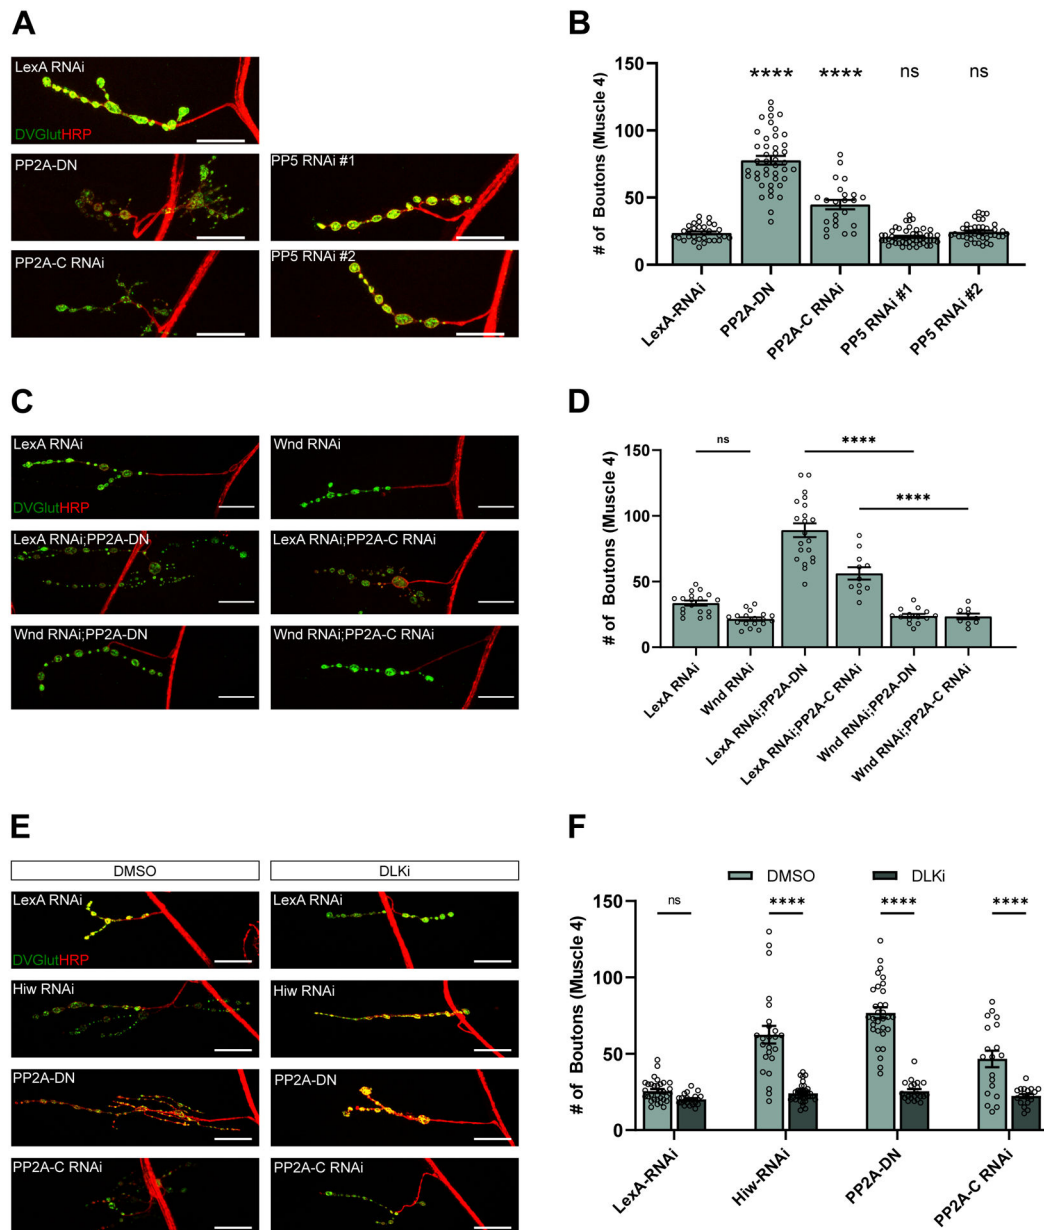 A
LexA RNAi
DVGlutHRP
PP2A-DN
PP5 RNAi #1
PP2A-C RNAi
PP5 RNAi #2
B
# of Boutons (Muscle 4)
150
100
50
0
****
****
ns
ns
LexA-RNAi
PP2A-DN
PP2A-C RNAi
PP5 RNAi #1
PP5 RNAi #2
C
LexA RNAi
DVGlutHRP
Wnd RNAi
LexA RNAi;PP2A-DN
LexA RNAi;PP2A-C RNAi
Wnd RNAi;PP2A-DN
Wnd RNAi;PP2A-C RNAi
D
# of Boutons (Muscle 4)
150
100
50
0
ns
****
****
LexA RNAi
Wnd RNAi
LexA RNAi;PP2A-DN
LexA RNAi;PP2A-C RNAi
Wnd RNAi;PP2A-DN
Wnd RNAi;PP2A-C RNAi
E
DMSO
DLKi
LexA RNAi
DVGlutHRP
LexA RNAi
Hiw RNAi
Hiw RNAi
PP2A-DN
PP2A-DN
PP2A-C RNAi
PP2A-C RNAi
F
DMSO
DLKi
# of Boutons (Muscle 4)
150
100
50
0
ns
****
****
****
LexA-RNAi
Hiw-RNAi
PP2A-DN
PP2A-C RNAi